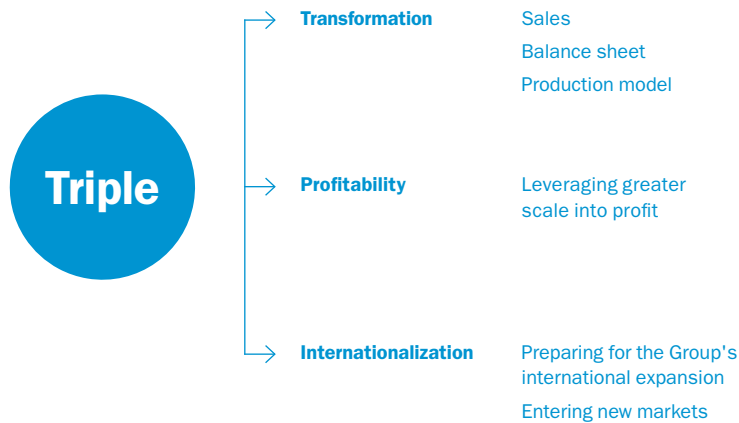 Triple
Transformation
Sales
Balance sheet
Production model
Profitability
Leveraging greater
scale into profit
Internationalization
Preparing for the Group's
international expansion
Entering new markets